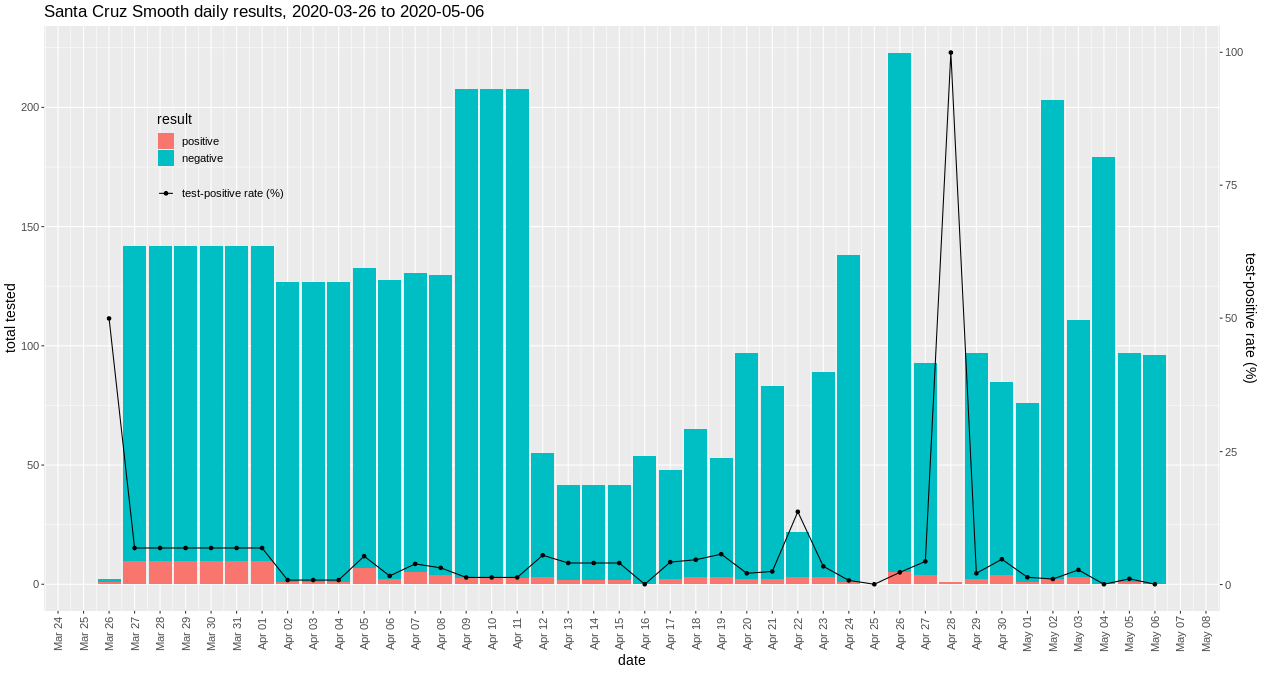 Santa Cruz Smooth daily results, 2020-03-26 to 2020-05-06
total tested
200
150
100
50
0
result
positive
negative
test-positive rate (%)
100
75
50
25
0
test-positive rate (%)
Mar 24
Mar 25
Mar 26
Mar 27
Mar 28
Mar 29
Mar 30
Mar 31
Apr 01
Apr 02
Apr 03
Apr 04
Apr 05
Apr 06
Apr 07
Apr 08
Apr 09
Apr 10
Apr 11
Apr 12
Apr 13
Apr 14
Apr 15
Apr 16
Apr 17
Apr 18
Apr 19
Apr 20
Apr 21
Apr 22
Apr 23
Apr 24
Apr 25
Apr 26
Apr 27
Apr 28
Apr 29
Apr 30
May 01
May 02
May 03
May 04
May 05
May 06
May 07
May 08
date